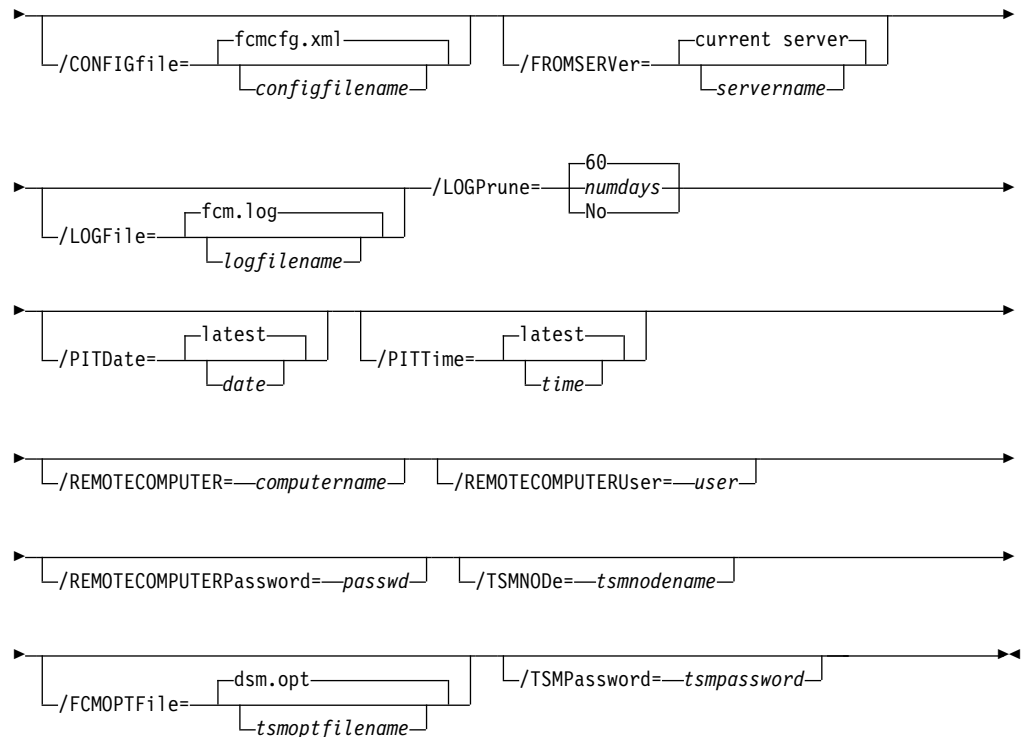 fcmcfg.xml current server
/CONFIGfile= /FROMSERVer=
configfilename servername
60
/LOGPrune= numdays
fcm.log No
/LOGFile=
logfilename
latest latest
/PITDate= /PITTime=
date time
/REMOTECOMPUTER= computername /REMOTECOMPUTERUser= user
/REMOTECOMPUTERPassword= passwd /TSMNODe= tsmnodename
dsm.opt /TSMPassword= tsmpassword
/FCMOPTFile=
tsmoptfilename